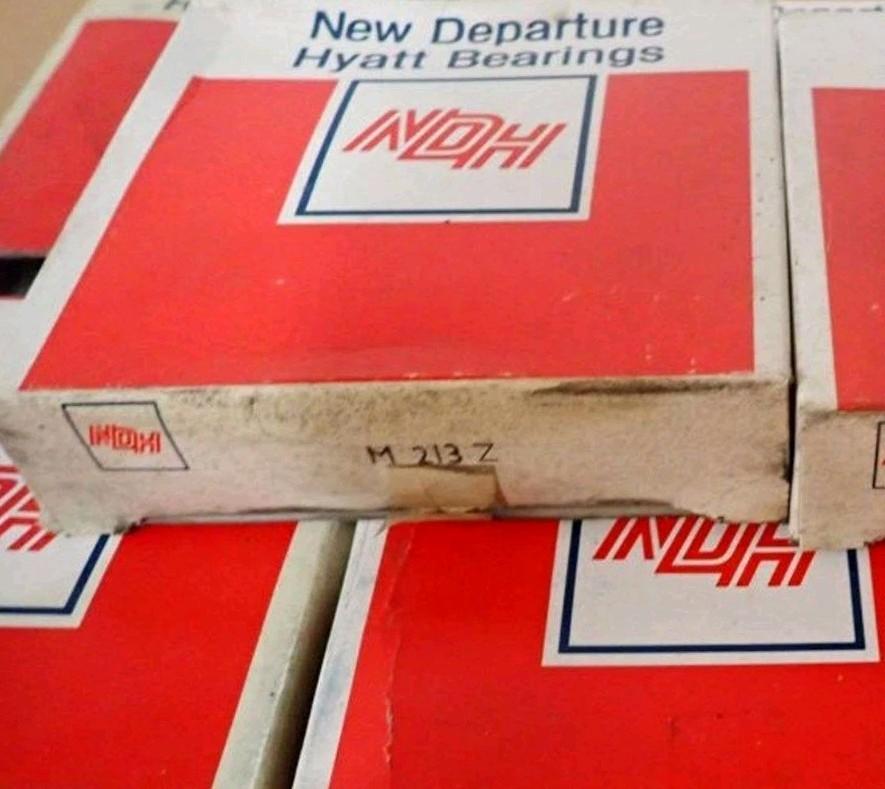 New Departure
Hyatt Bearings
NDH
NDH
M 213 Z
NDH